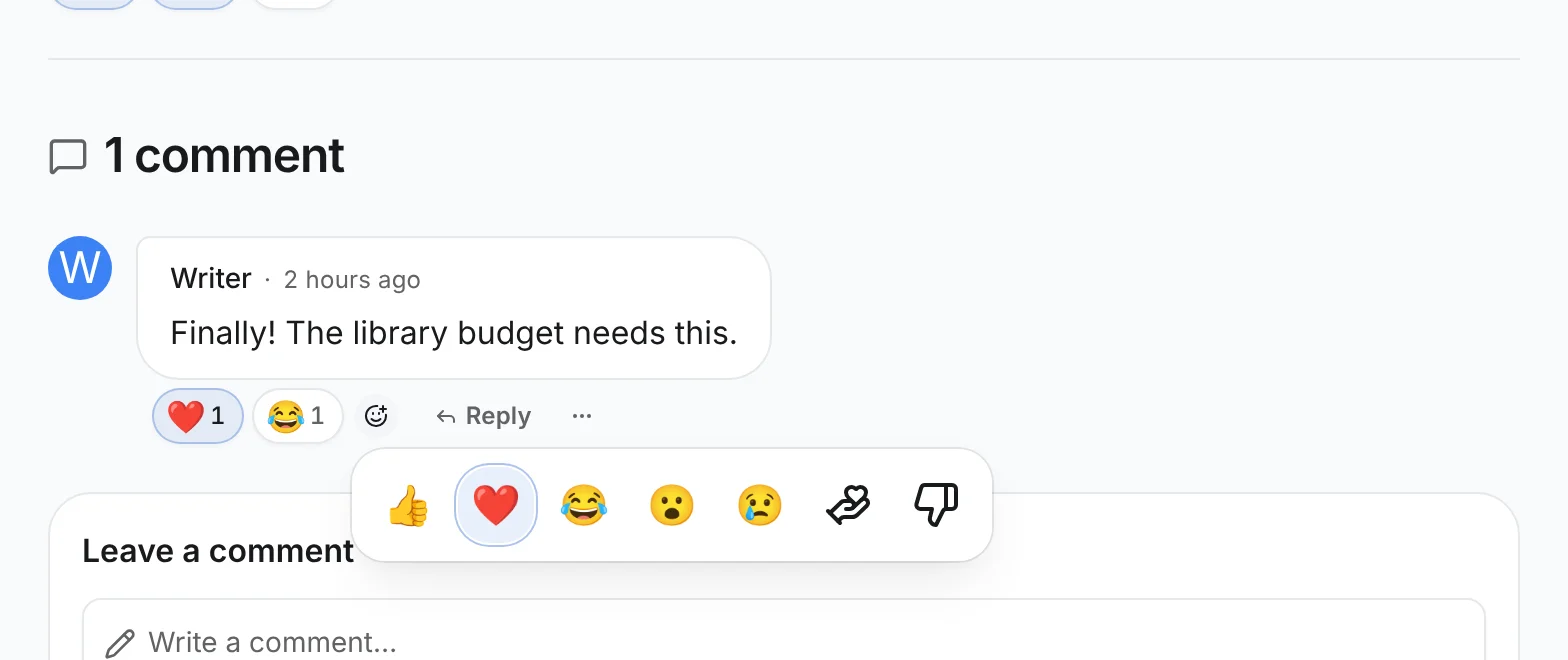 1 comment
W
Writer · 2 hours ago
Finally! The library budget needs this.
❤️ 1 😂 1 Reply ...
Leave a comment
Write a comment...